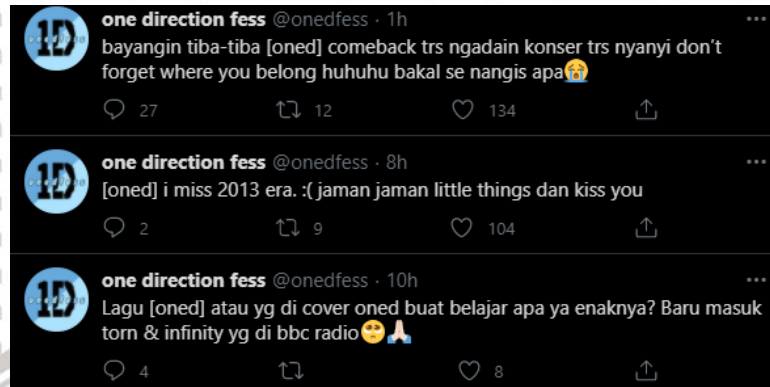 one direction fess @onedfess · 1h
bayangin tiba-tiba [oned] comeback trs ngadain konser trs nyanyi don't
forget where you belong huhuhu bakal se nangis apa😭
27 12 134
one direction fess @onedfess · 8h
[oned] i miss 2013 era. :( jaman jaman little things dan kiss you
2 9 104
one direction fess @onedfess · 10h
Lagu [oned] atau yg di cover oned buat belajar apa ya enaknya? Baru masuk
torn & infinity yg di bbc radio🥺🙏🏻
4 8